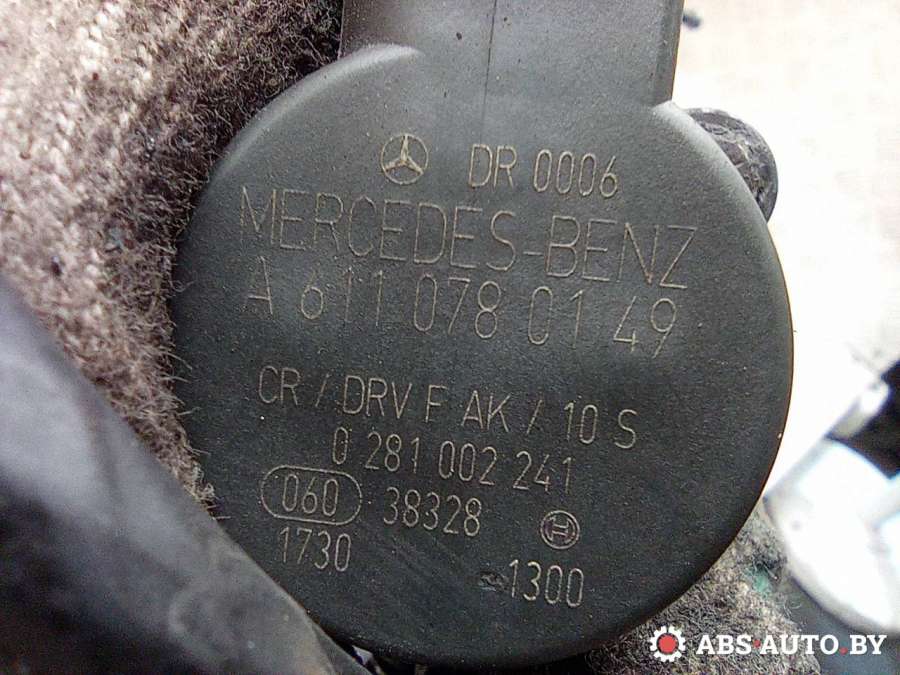 DR 0006
MERCEDES-BENZ
A 611 078 01 49
CR / DRV F AK / 10 S
0 281 002 241
060 38328
1730 1300
ABS-AUTO.BY